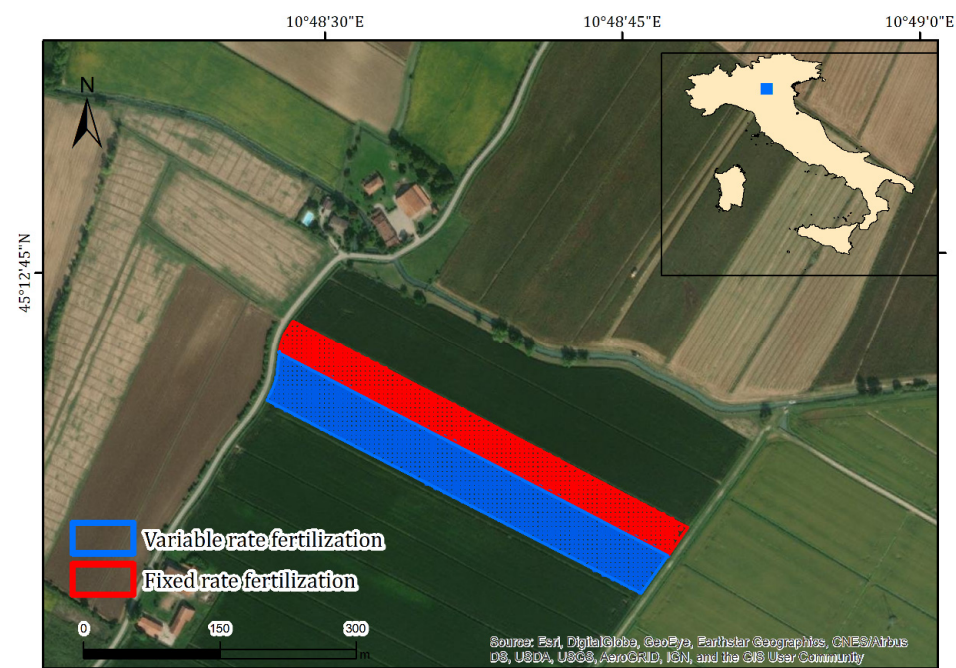 10°48'30"E 10°48'45"E 10°49'0"E
N
45°12'45"N
Variable rate fertilization
Fixed rate fertilization
0 150 300
m
Source: Esri, DigitalGlobe, GeoEye, Earthstar Geographics, CNES/Airbus
DS, USDA, USGS, AeroGRID, IGN, and the GIS User Community